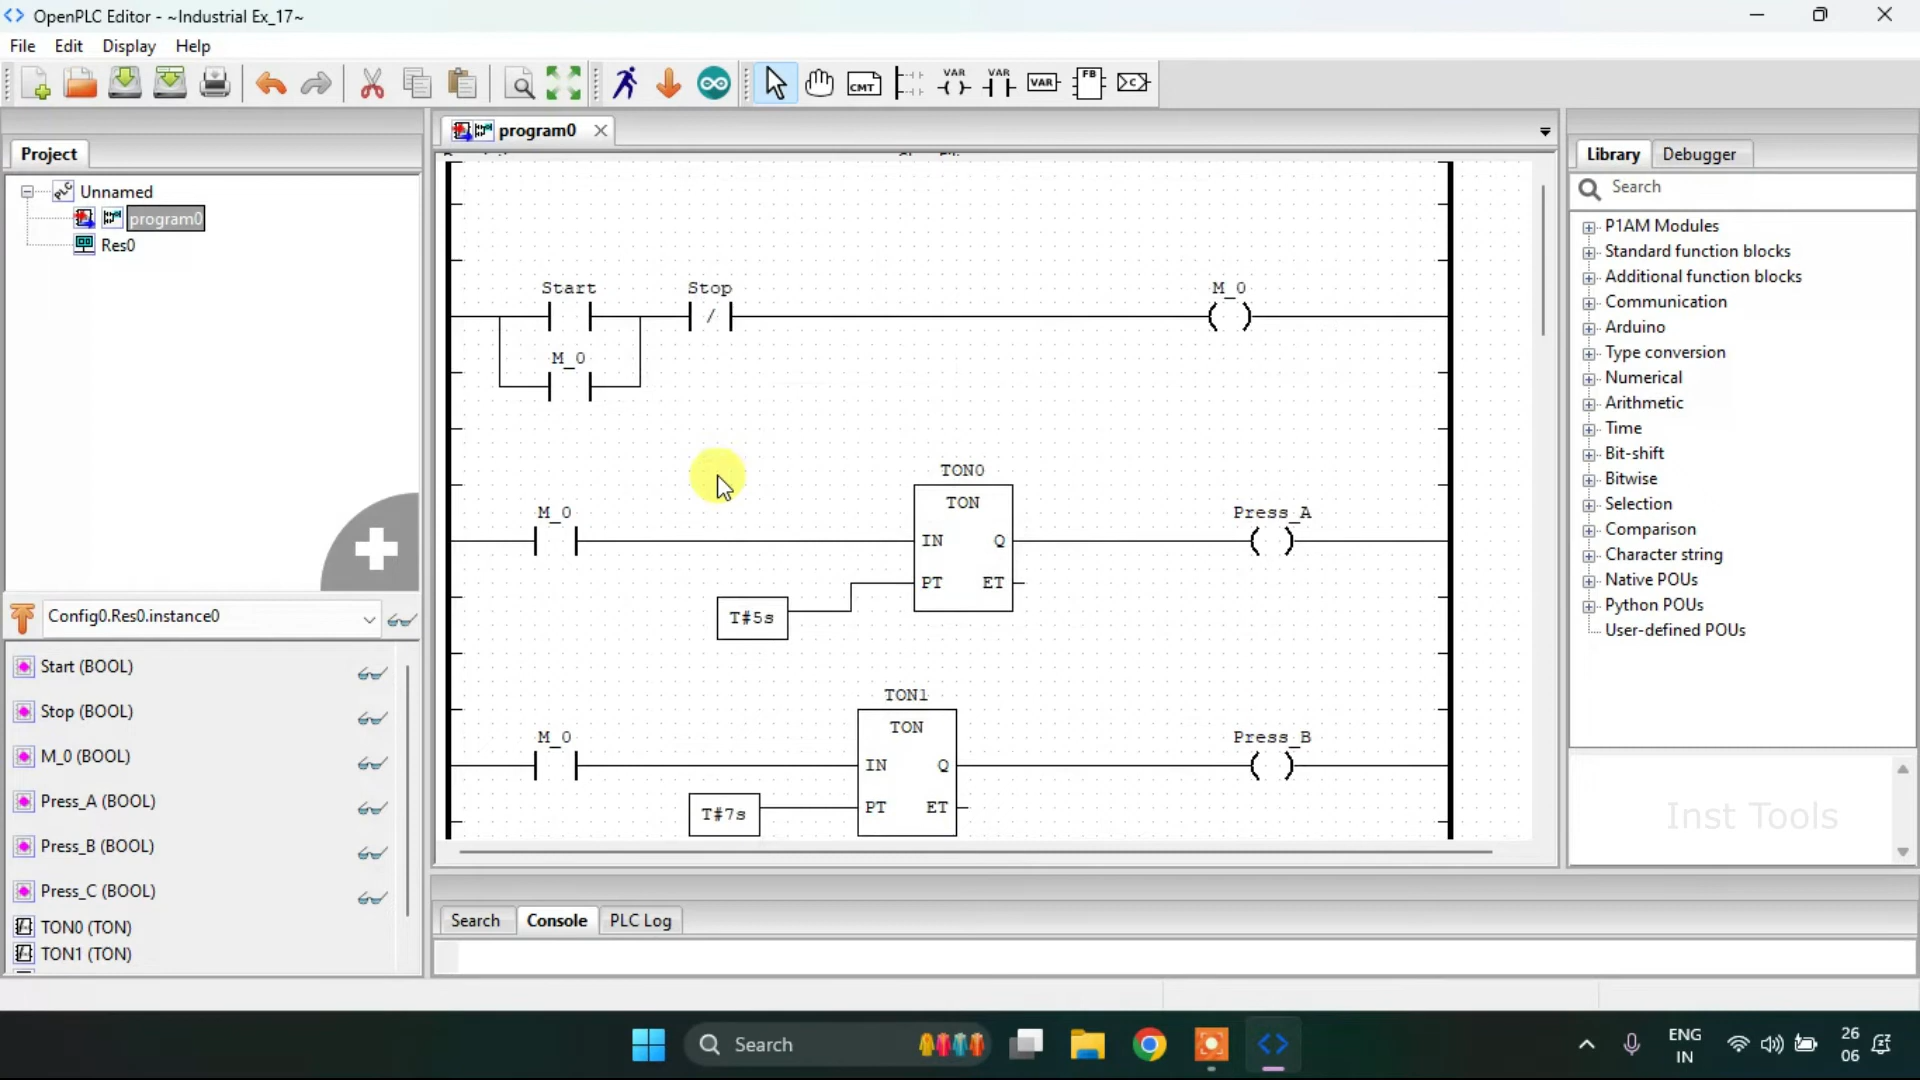 OpenPLC Editor - ~Industrial Ex_17~
File Edit Display Help
CMT VAR VAR VAR FB C
program0
Project
Unnamed
program0
Res0
Config0.Res0.instance0
Start (BOOL)
Stop (BOOL)
M_0 (BOOL)
Press_A (BOOL)
Press_B (BOOL)
Press_C (BOOL)
TON0 (TON)
TON1 (TON)
Start Stop M_0
/
M_0
TON0
TON
M_0 Press_A
IN Q
PT ET
T#5s
TON1
TON
M_0 Press_B
IN Q
PT ET
T#7s
Library Debugger
Search
P1AM Modules
Standard function blocks
Additional function blocks
Communication
Arduino
Type conversion
Numerical
Arithmetic
Time
Bit-shift
Bitwise
Selection
Comparison
Character string
Native POUs
Python POUs
User-defined POUs
Inst Tools
Search Console PLC Log
Search
ENG
IN
26
06